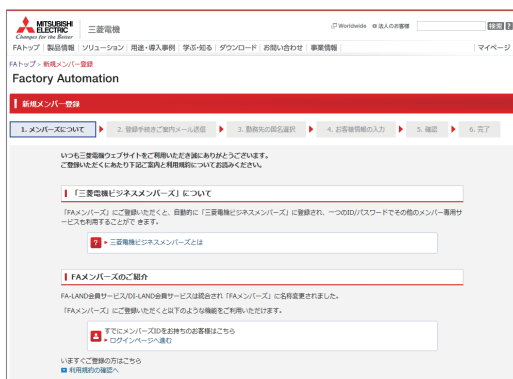 MITSUBISHI ELECTRIC
Changes for the Better
三菱電機
Worldwide 法人のお客様 検索 ?
FAトップ 製品情報 ソリューション 用途・導入事例 学ぶ・知る ダウンロード お問い合わせ 事業情報 マイページ
FAトップ> 新規メンバー登録
Factory Automation
新規メンバー登録
1. メンバーズについて 2. 登録手続きご案内メール送信 3. 勤務先の国名選択 4. お客様情報の入力 5. 確認 6. 完了
いつも三菱電機ウェブサイトをご利用いただき誠にありがとうございます。
ご登録いただくにあたり下記ご案内と利用規約についてお読みください。
「三菱電機ビジネスメンバーズ」について
「FAメンバーズ」にご登録いただくと、自動的に「三菱電機ビジネスメンバーズ」に登録され、一つのID/パスワードでその他のメンバー専用サ
ービスも利用することができます。
? 三菱電機ビジネスメンバーズとは
FAメンバーズのご紹介
FA-LAND会員サービス/DI-LAND会員サービスは統合され「FAメンバーズ」に名称変更されました。
「FAメンバーズ」にご登録いただくと以下のような機能をご利用いただけます。
すでにメンバーズIDをお持ちのお客様はこちら
ログインページへ進む
いますぐご登録の方はこちら
利用規約の確認へ